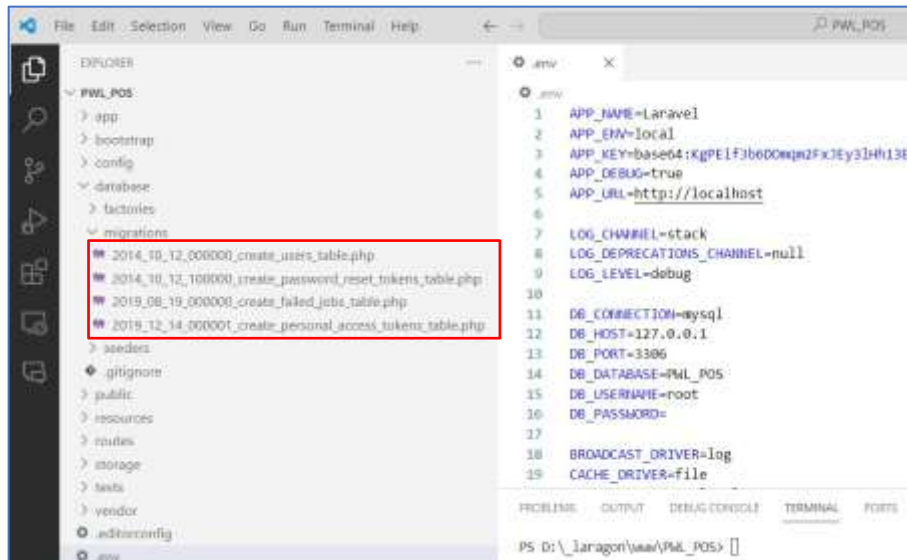 File Edit Selection View Go Run Terminal Help
PWL_POS
EXPLORER
PWL_POS
app
bootstrap
config
database
factories
migrations
2014_10_12_000000_create_users_table.php
2014_10_12_100000_create_password_reset_tokens_table.php
2019_08_19_000000_create_failed_jobs_table.php
2019_12_14_000001_create_personal_access_tokens_table.php
seeders
.gitignore
public
resources
routes
storage
tests
vendor
.editorconfig
.env
.env
.env
1 APP_NAME=Laravel
2 APP_ENV=local
3
4 APP_DEBUG=true
5 APP_URL=http://localhost
6
7 LOG_CHANNEL=stack
8 LOG_DEPRECATIONS_CHANNEL=null
9 LOG_LEVEL=debug
10
11 DB_CONNECTION=mysql
12 DB_HOST=127.0.0.1
13 DB_PORT=3306
14 DB_DATABASE=PWL_POS
15 DB_USERNAME=root
16 DB_PASSWORD=
17
18 BROADCAST_DRIVER=log
19 CACHE_DRIVER=file
PROBLEMS OUTPUT DEBUG CONSOLE TERMINAL PORTS
PS D:\_laragon\www\PWL_POS>